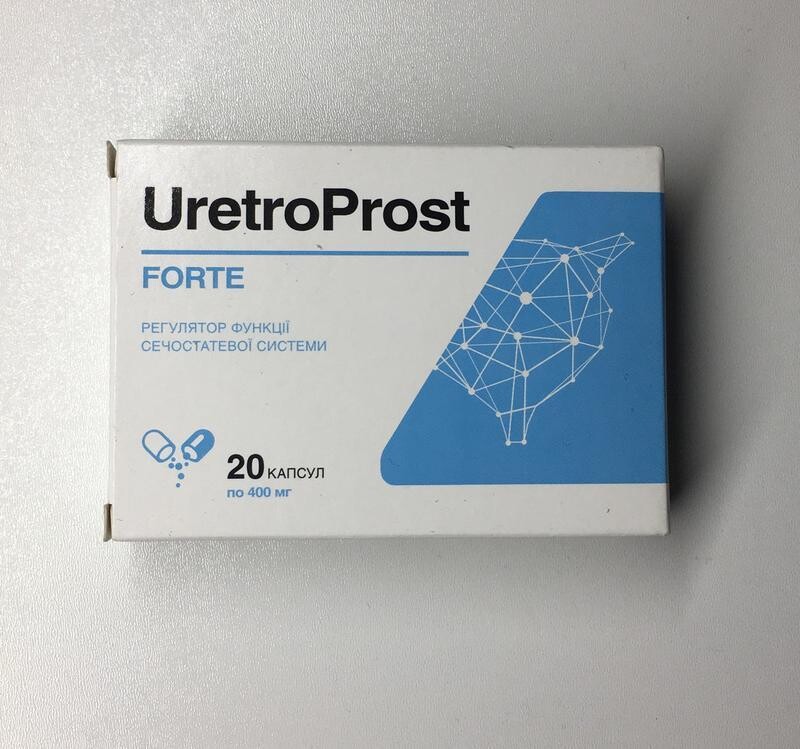 UretroProst
FORTE
РЕГУЛЯТОР ФУНКЦІЇ
СЕЧОСТАТЕВОЇ СИСТЕМИ
20 КАПСУЛ
по 400 мг